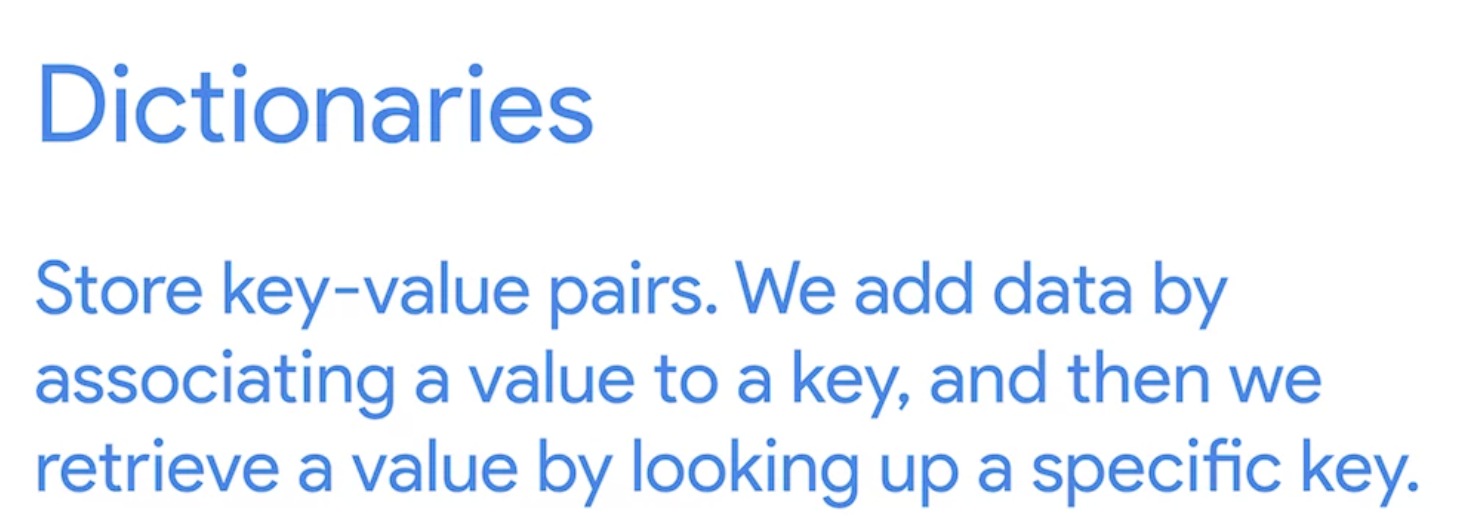 Dictionaries
Store key-value pairs. We add data by
associating a value to a key, and then we
retrieve a value by looking up a specific key.